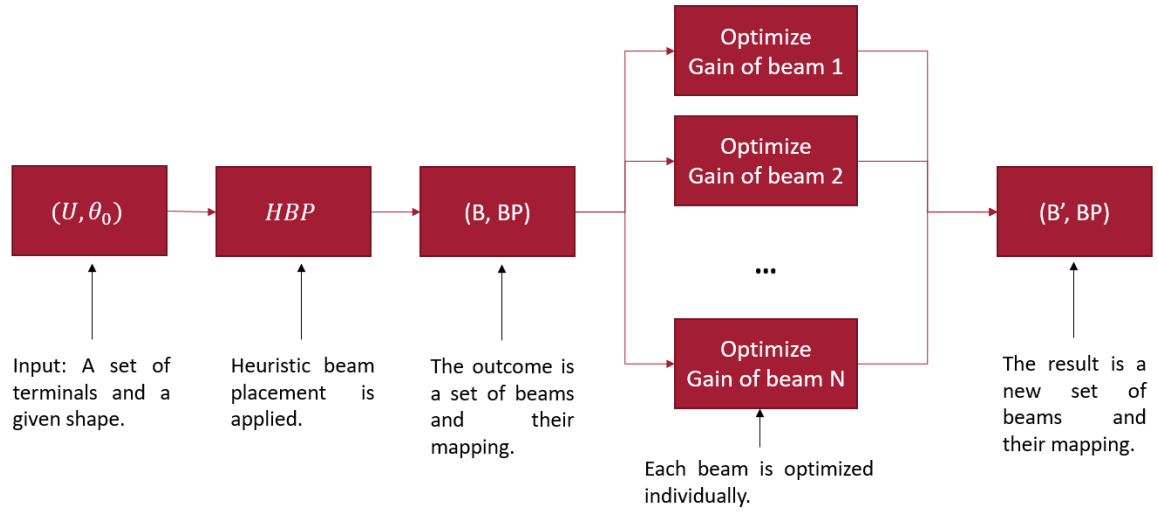 Optimize
Gain of beam 1
Optimize
Gain of beam 2
(U, θ₀)
HBP
(B, BP)
(B’, BP)
...
Optimize
Gain of beam N
Input: A set of
terminals and a
given shape.
Heuristic beam
placement is
applied.
The outcome is
a set of beams
and their
mapping.
The result is a
new set of
beams and
their mapping.
Each beam is optimized
individually.